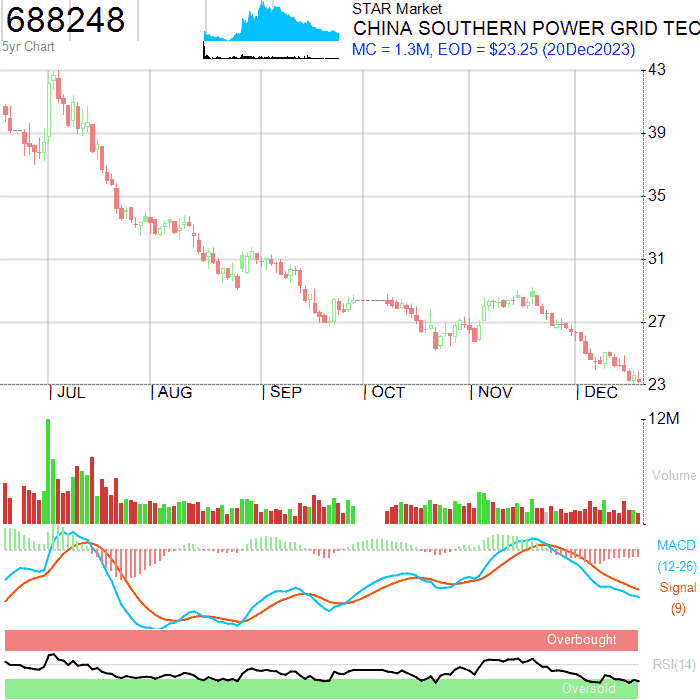 688248
5yr Chart
STAR Market
CHINA SOUTHERN POWER GRID TEC
MC = 1.3M, EOD = $23.25 (20Dec2023)
43
39
35
31
27
23
JUL
AUG
SEP
OCT
NOV
DEC
12M
Volume
MACD
(12-26)
Signal
(9)
Overbought
RSI(14)
Oversold